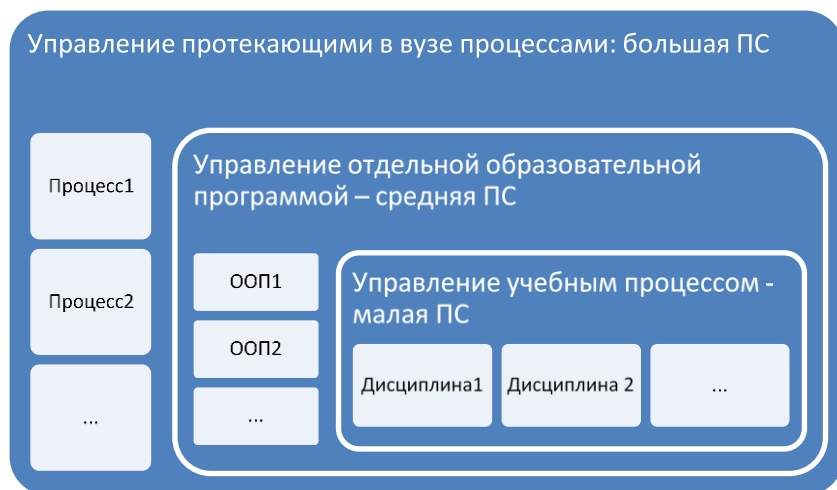 Управление протекающими в вузе процессами: большая ПС
Процесс1
Процесс2
...
Управление отдельной образовательной
программой – средняя ПС
ООП1
ООП2
...
Управление учебным процессом -
малая ПС
Дисциплина1
Дисциплина 2
...